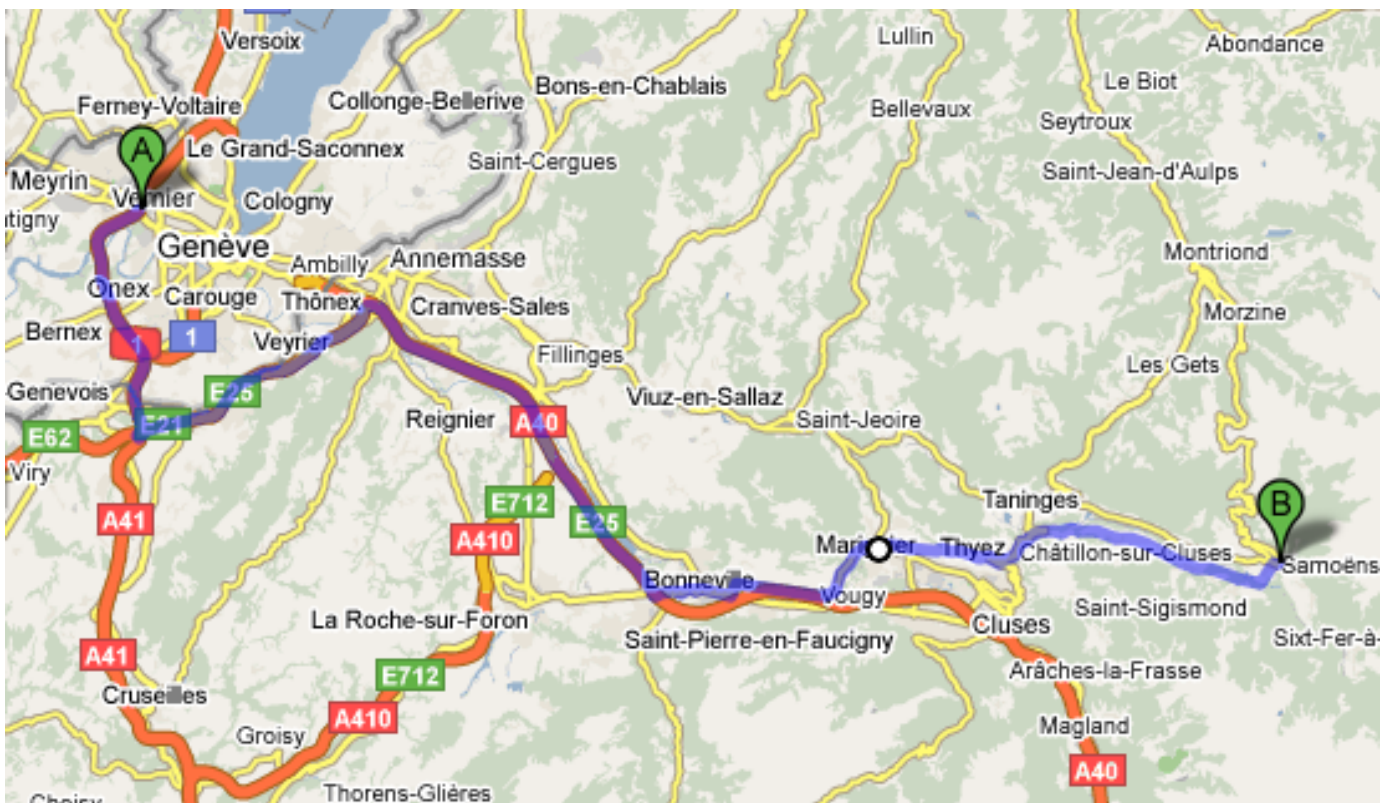 Versoix
Lullin
Abondance
Le Biot
Bons-en-Chablais
Collonge-Bellerive
Ferney-Voltaire
Bellevaux
Seytroux
A
Le Grand-Saconnex
Saint-Cergues
Saint-Jean-d'Aulps
Meyrin
Vernier
Cologny
tigny
Genève
Ambilly
Annemasse
Montriond
Onex
Carouge
Thônex
Cranves-Sales
Morzine
Bernex
1
1
Veyrier
Fillinges
Les Gets
Genevois
E25
Viuz-en-Sallaz
E62
E21
Reignier
A40
Saint-Jeoire
Viry
A41
E712
E25
Taninges
B
A410
Thyez
Châtillon-sur-Cluses
Samoëns
Bonneville
Vougy
Saint-Sigismond
La Roche-sur-Foron
Saint-Pierre-en-Faucigny
Cluses
Sixt-Fer-à-
A41
E712
Arâches-la-Frasse
Cruseilles
A410
Groisy
Magland
A40
Thorens-Glières